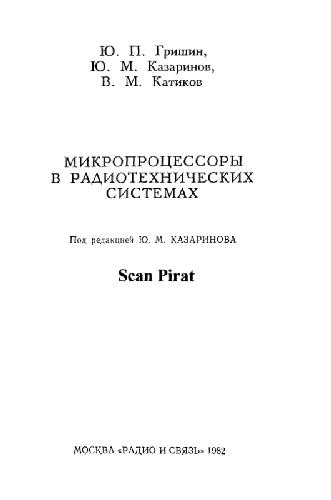 Ю. П. Гришин,
Ю. М. Казаринов,
В. М. Катиков
МИКРОПРОЦЕССОРЫ
В РАДИОТЕХНИЧЕСКИХ
СИСТЕМАХ
Под редакцией Ю. М. КАЗАРИНОВА
Scan Pirat
МОСКВА «РАДИО И СВЯЗЬ» 1982